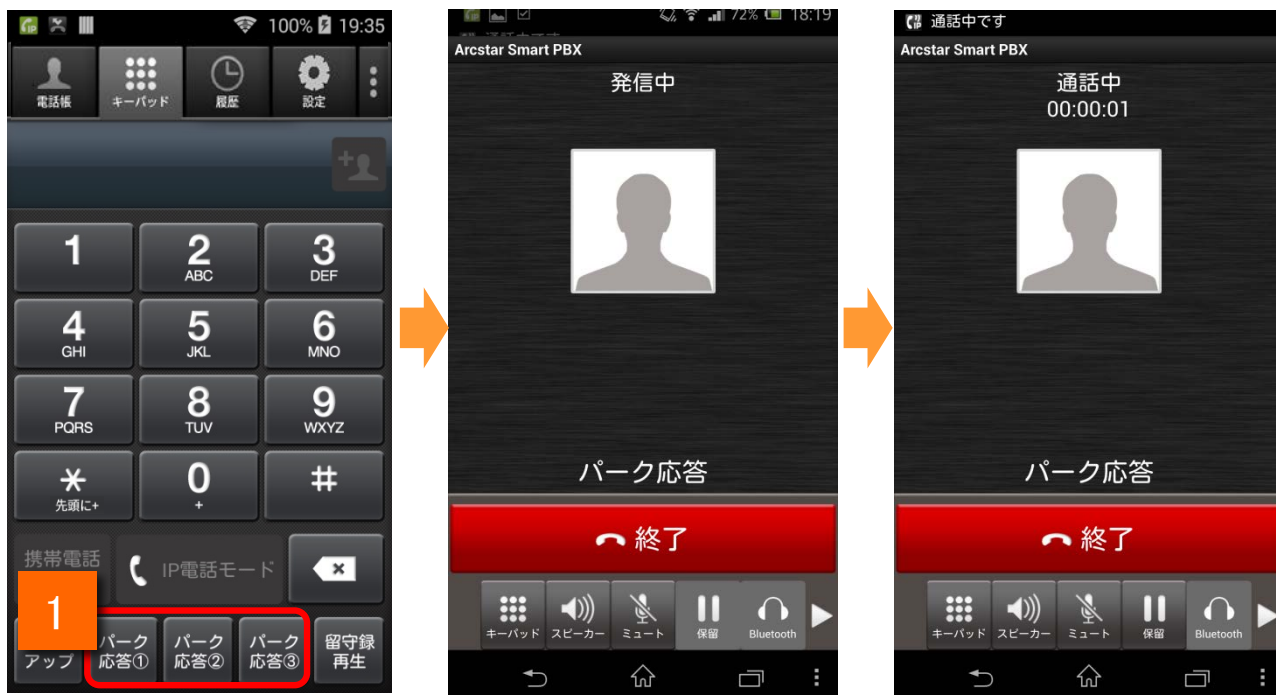 100% 19:35
電話帳 キーパッド 履歴 設定
1 2 3
ABC DEF
4 5 6
GHI JKL MNO
7 8 9
PQRS TUV WXYZ
* 0 #
先頭に+ +
携帯電話 IP電話モード
1
アップ パーク応答① パーク応答② パーク応答③ 留守録再生
72% 18:19
Arcstar Smart PBX
発信中
パーク応答
終了
キーパッド スピーカー ミュート 保留 Bluetooth
通話中です
Arcstar Smart PBX
通話中
00:00:01
パーク応答
終了
キーパッド スピーカー ミュート 保留 Bluetooth